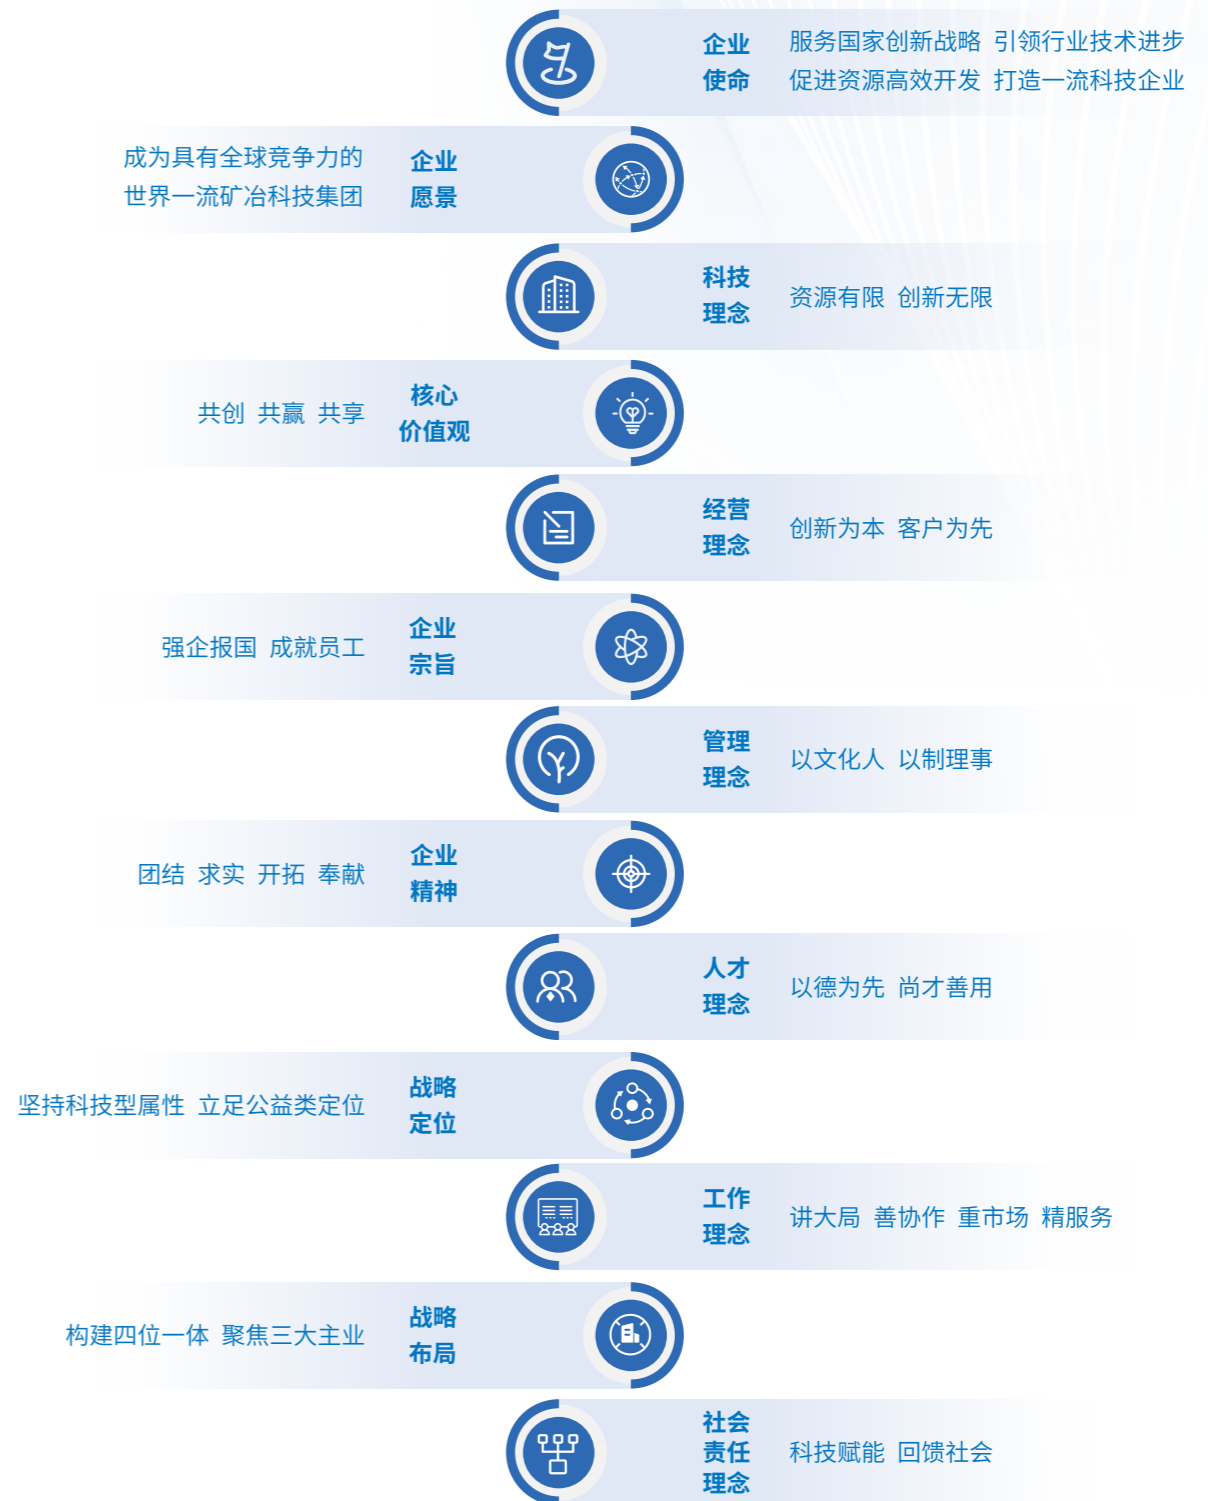 企业
使命
服务国家创新战略 引领行业技术进步
促进资源高效开发 打造一流科技企业
成为具有全球竞争力的
世界一流矿冶科技集团
企业
愿景
科技
理念
资源有限 创新无限
共创 共赢 共享
核心
价值观
经营
理念
创新为本 客户为先
强企报国 成就员工
企业
宗旨
管理
理念
以文化人 以制理事
团结 求实 开拓 奉献
企业
精神
人才
理念
以德为先 尚才善用
坚持科技型属性 立足公益类定位
战略
定位
工作
理念
讲大局 善协作 重市场 精服务
构建四位一体 聚焦三大主业
战略
布局
社会
责任
理念
科技赋能 回馈社会